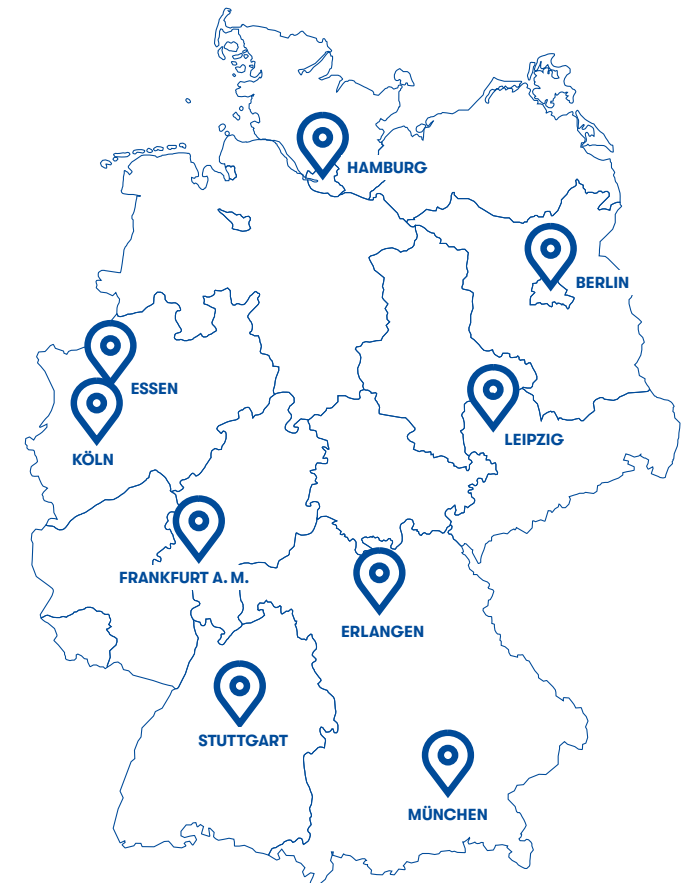 HAMBURG
BERLIN
ESSEN
LEIPZIG
KÖLN
FRANKFURT A. M.
ERLANGEN
STUTTGART
MÜNCHEN